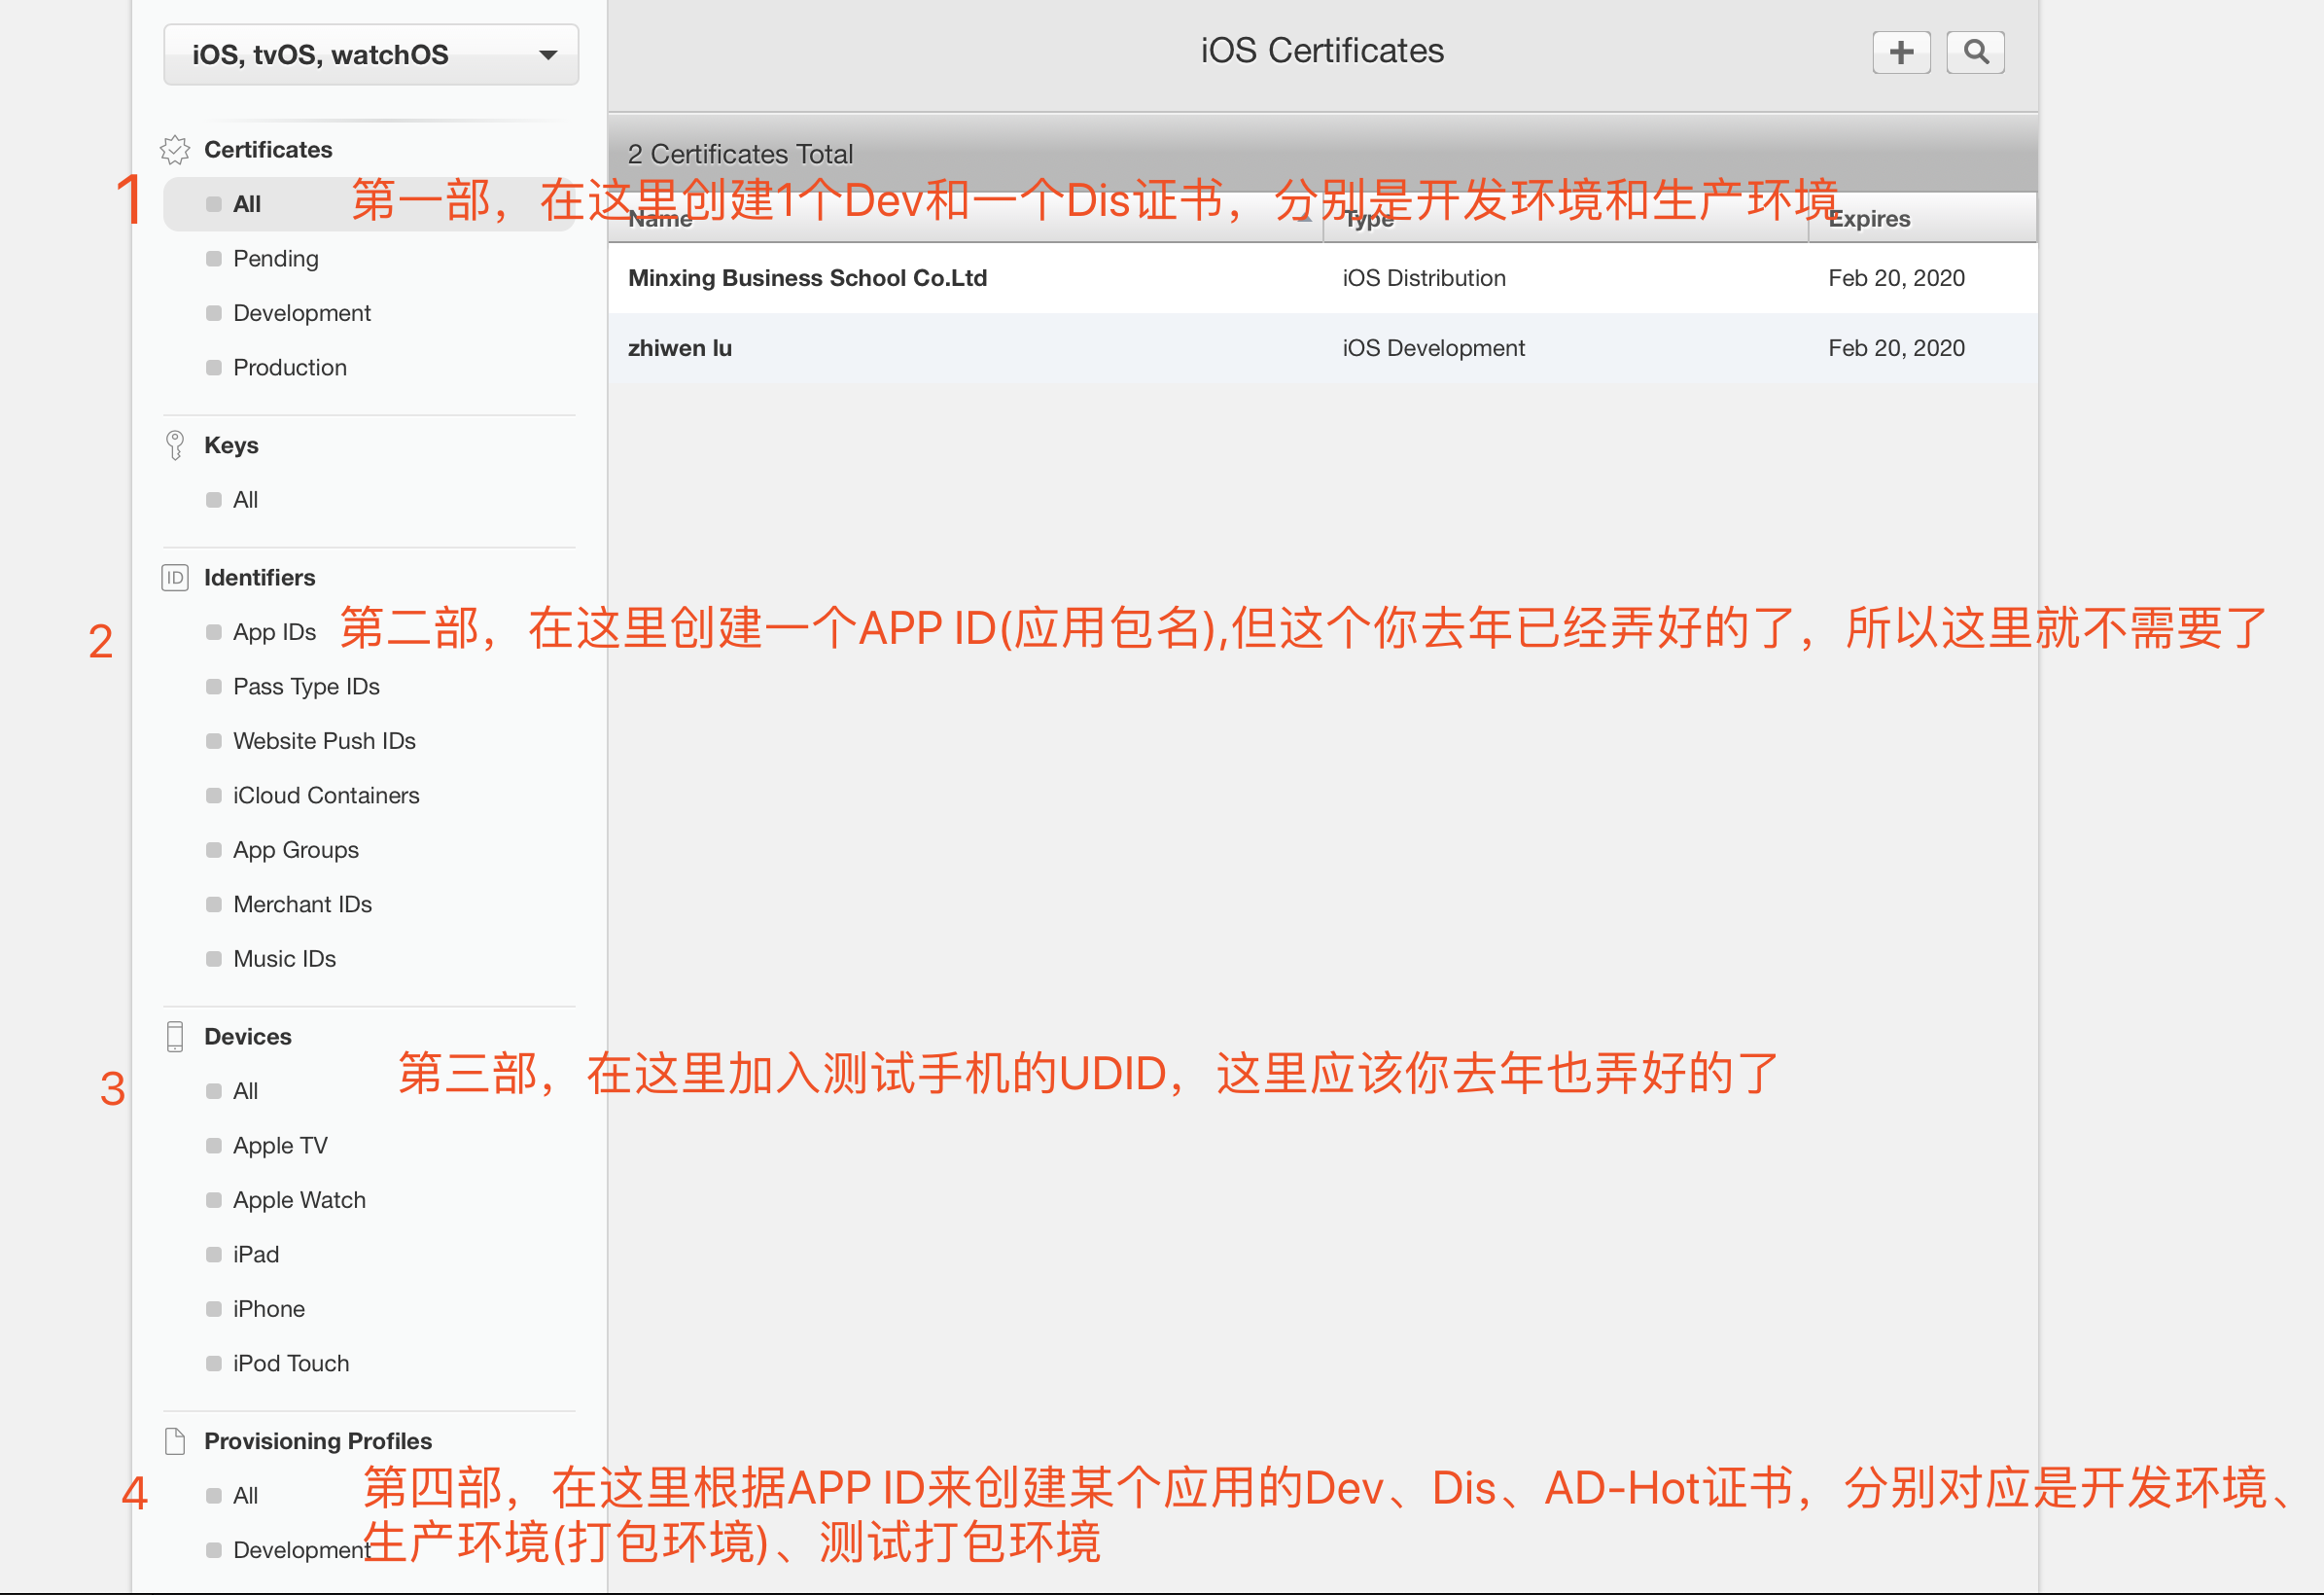 iOS, tvOS, watchOS
iOS Certificates
Certificates
2 Certificates Total
1
All
第一部，在这里创建1个Dev和一个Dis证书，分别是开发环境和生产环境
Name
Type
Expires
Pending
Minxing Business School Co.Ltd
iOS Distribution
Feb 20, 2020
Development
zhiwen lu
iOS Development
Feb 20, 2020
Production
Keys
All
ID
Identifiers
2
App IDs
第二部，在这里创建一个APP ID(应用包名),但这个你去年已经弄好的了，所以这里就不需要了
Pass Type IDs
Website Push IDs
iCloud Containers
App Groups
Merchant IDs
Music IDs
Devices
3
第三部，在这里加入测试手机的UDID，这里应该你去年也弄好的了
All
Apple TV
Apple Watch
iPad
iPhone
iPod Touch
Provisioning Profiles
4
All
第四部，在这里根据APP ID来创建某个应用的Dev、Dis、AD-Hot证书，分别对应是开发环境、
生产环境(打包环境)、测试打包环境
Development